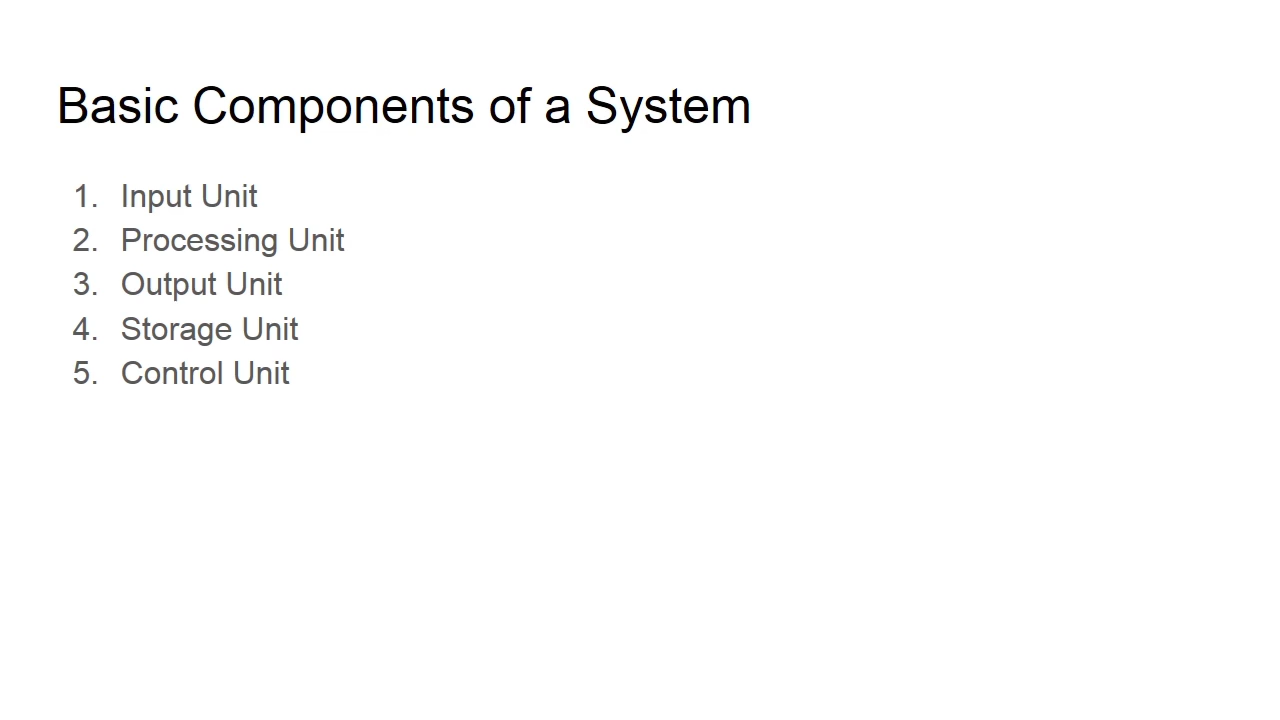 Basic Components of a System
1. Input Unit
2. Processing Unit
3. Output Unit
4. Storage Unit
5. Control Unit